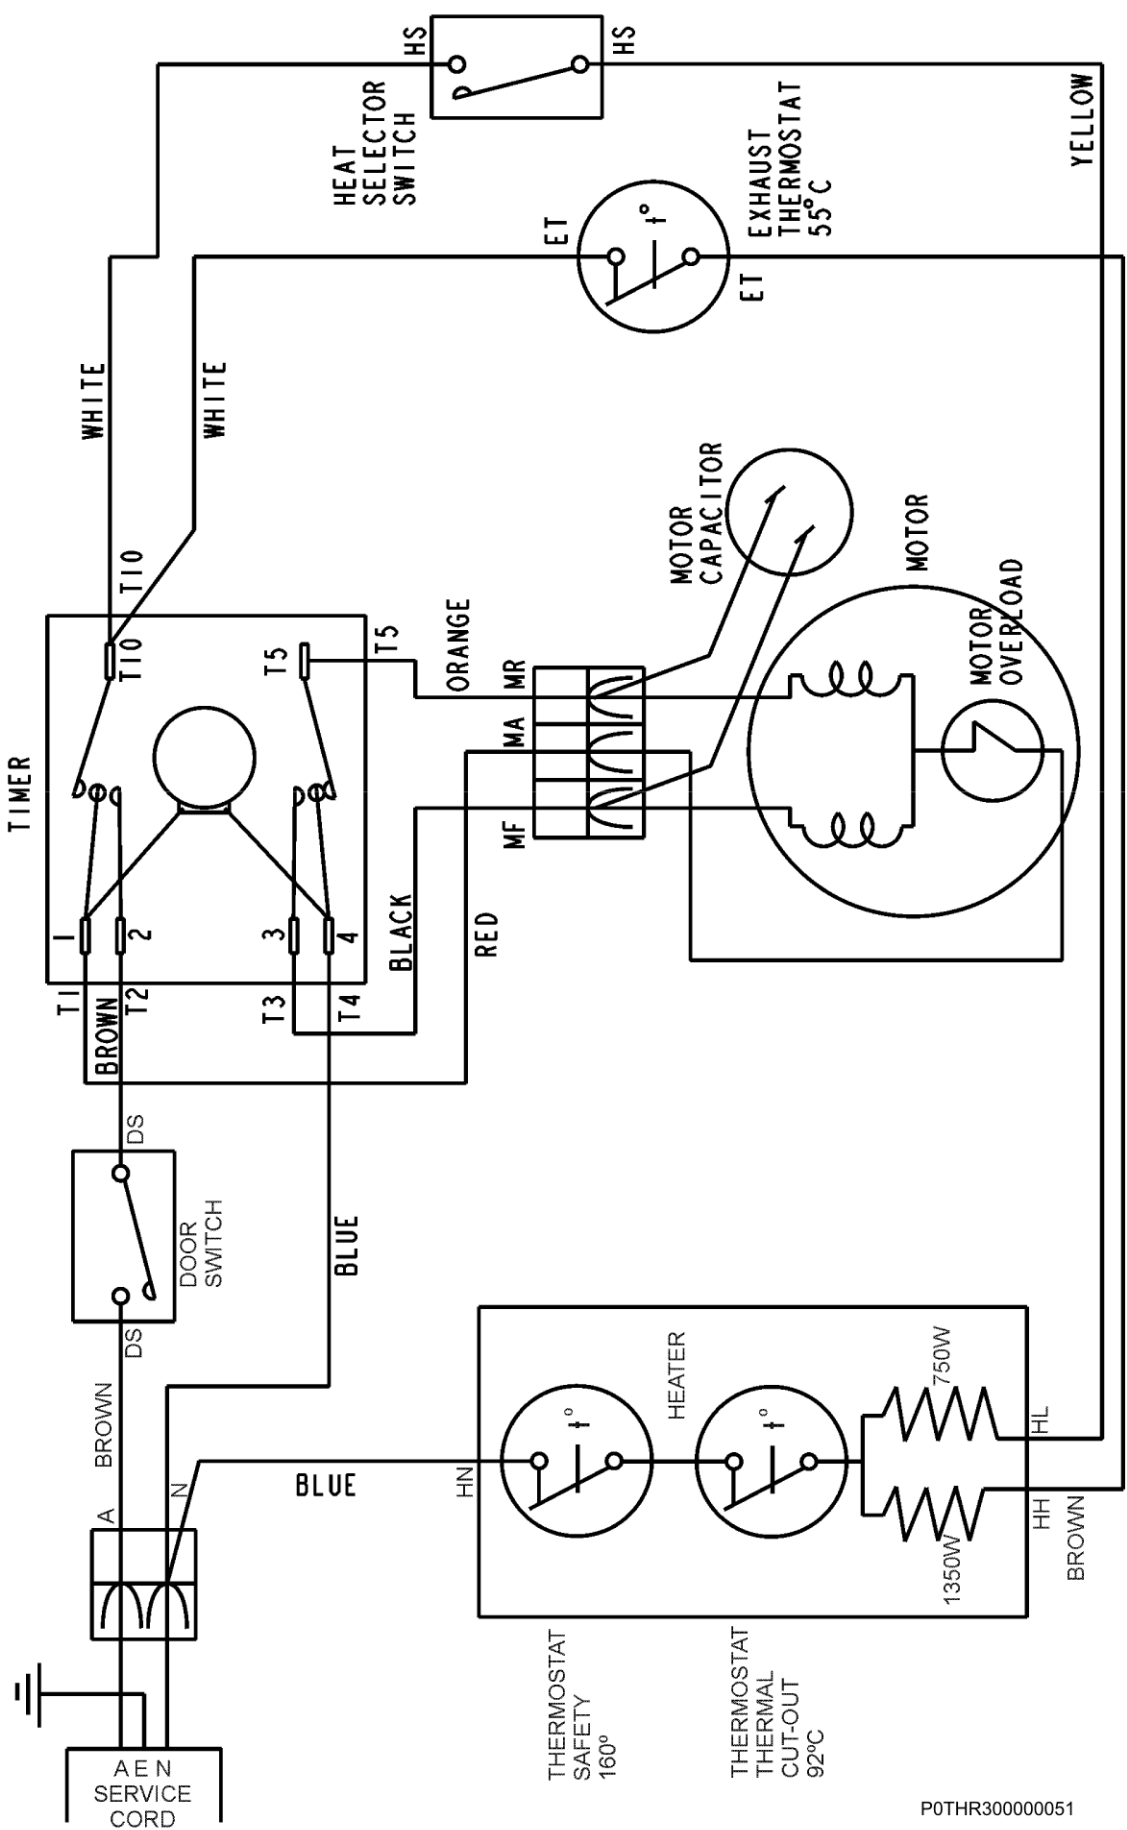 HS
HS
HEAT
SELECTOR
SWITCH
YELLOW
EXHAUST
THERMOSTAT
55°C
ET
t°
ET
WHITE
WHITE
T10
T10
T5
T5
TIMER
ORANGE
MR
MA
MF
MOTOR
CAPACITOR
MOTOR
MOTOR
OVERLOAD
1
2
3
4
T1
T2
T3
T4
BROWN
BLACK
RED
DS
DOOR
SWITCH
DS
BLUE
BROWN
A
N
BLUE
HN
HEATER
t°
t°
750W
1350W
HL
HH
BROWN
THERMOSTAT
SAFETY
160º
THERMOSTAT
THERMAL
CUT-OUT
92ºC
A E N
SERVICE
CORD
P0THR300000051